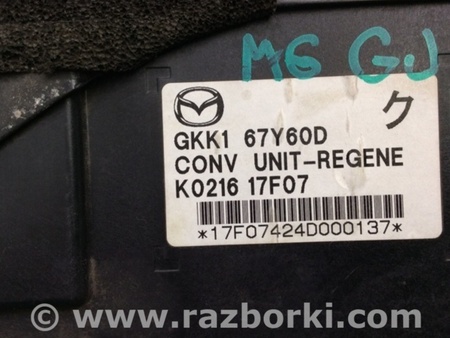 M6 GJ
ク
GKK1 67Y60D
CONV UNIT-REGENE
K0216 17F07
*17F07424D000137*
© www.razborki.com